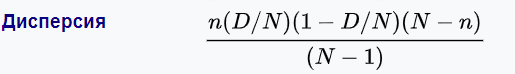 Дисперсия n(D/N)(1 − D/N)(N − n)
(N − 1)